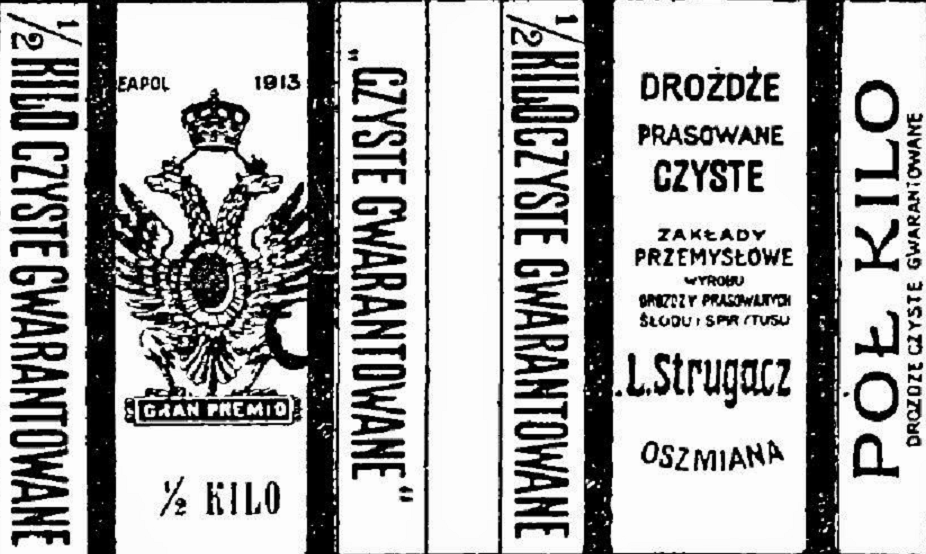 ½ KILO CZYSTE GWARANTOWANE
EAPOL 1913
GRAN PREMIO
½ KILO
„CZYSTE GWARANTOWANE"
½ KILO CZYSTE GWARANTOWANE
DROŻDŻE
PRASOWANE
CZYSTE
ZAKŁADY
PRZEMYSŁOWE
WYROBU
DROŻDŻY PRASOWANYCH
SŁODU i SPIRYTUSU
L. Strugacz
OSZMIANA
PÓŁ KILO
DROŻDŻE CZYSTE GWARANTOWANE